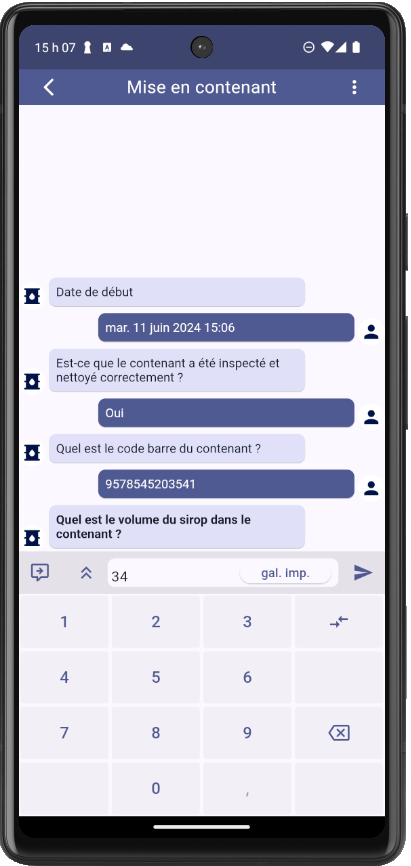 15 h 07
A
Mise en contenant
Date de début
mar. 11 juin 2024 15:06
Est-ce que le contenant a été inspecté et
nettoyé correctement ?
Oui
Quel est le code barre du contenant ?
9578545203541
Quel est le volume du sirop dans le
contenant ?
34 gal. imp.
1 2 3
4 5 6
7 8 9
0 ,